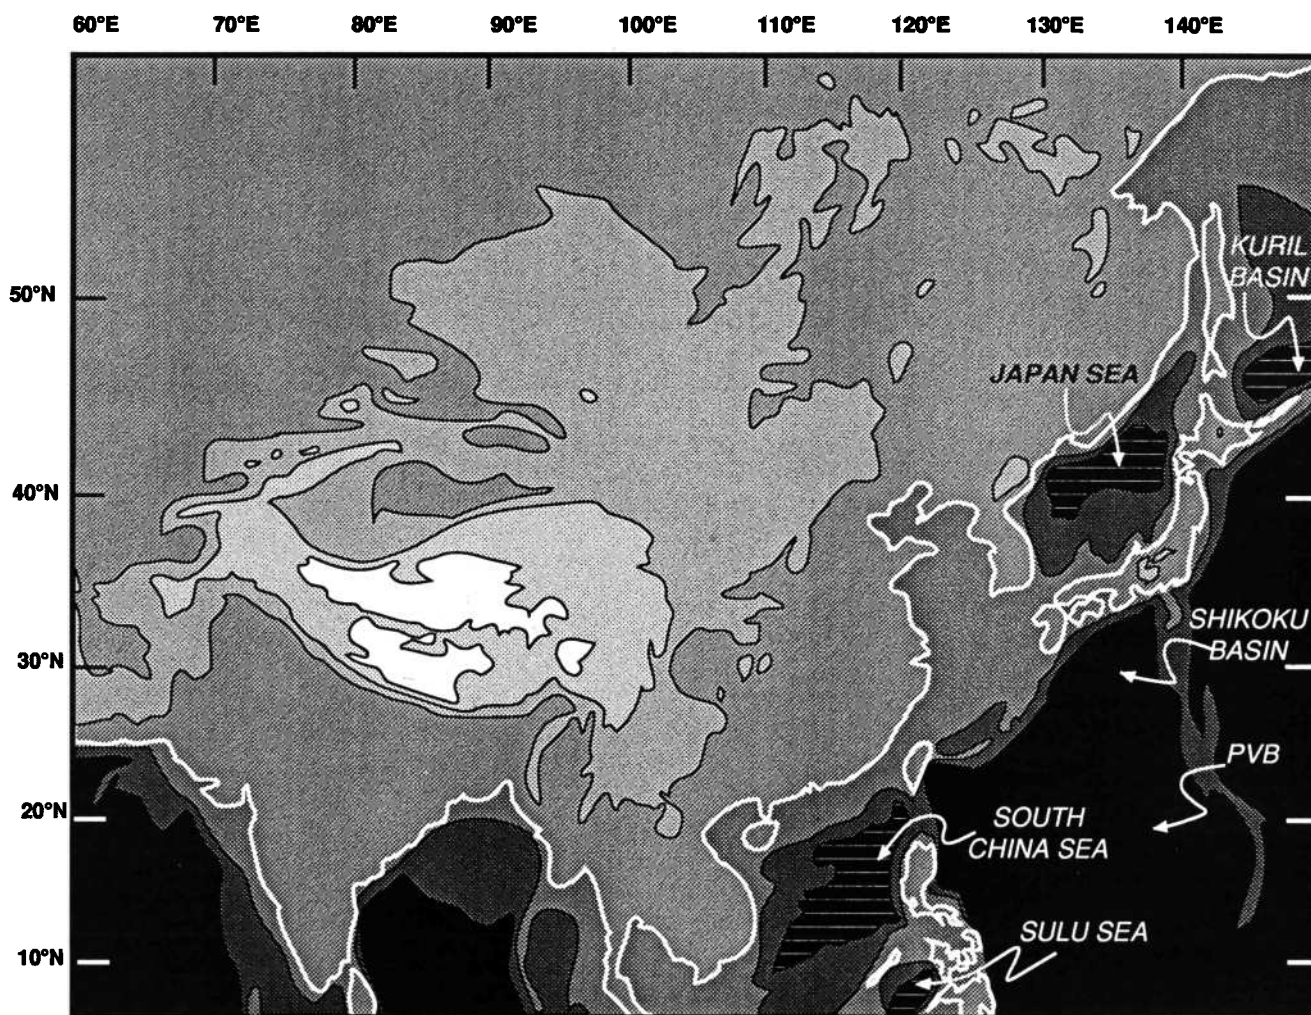 60°E 70°E 80°E 90°E 100°E 110°E 120°E 130°E 140°E
KURIL
BASIN
50°N
JAPAN SEA
40°N
SHIKOKU
BASIN
30°N
PVB
20°N
SOUTH
CHINA SEA
SULU SEA
10°N